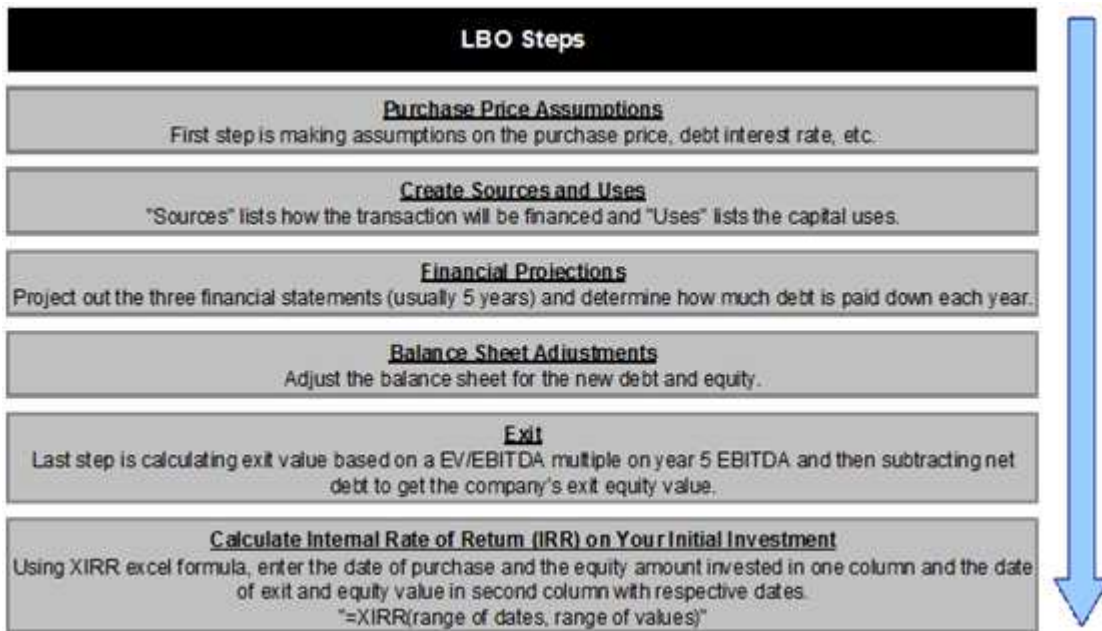 LBO Steps
Purchase Price Assumptions
First step is making assumptions on the purchase price, debt interest rate, etc.
Create Sources and Uses
"Sources" lists how the transaction will be financed and "Uses" lists the capital uses.
Financial Projections
Project out the three financial statements (usually 5 years) and determine how much debt is paid down each year.
Balance Sheet Adjustments
Adjust the balance sheet for the new debt and equity.
Exit
Last step is calculating exit value based on a EV/EBITDA multiple on year 5 EBITDA and then subtracting net
debt to get the company's exit equity value.
Calculate Internal Rate of Return (IRR) on Your Initial Investment
Using XIRR excel formula, enter the date of purchase and the equity amount invested in one column and the date
of exit and equity value in second column with respective dates.
"=XIRR(range of dates, range of values)"